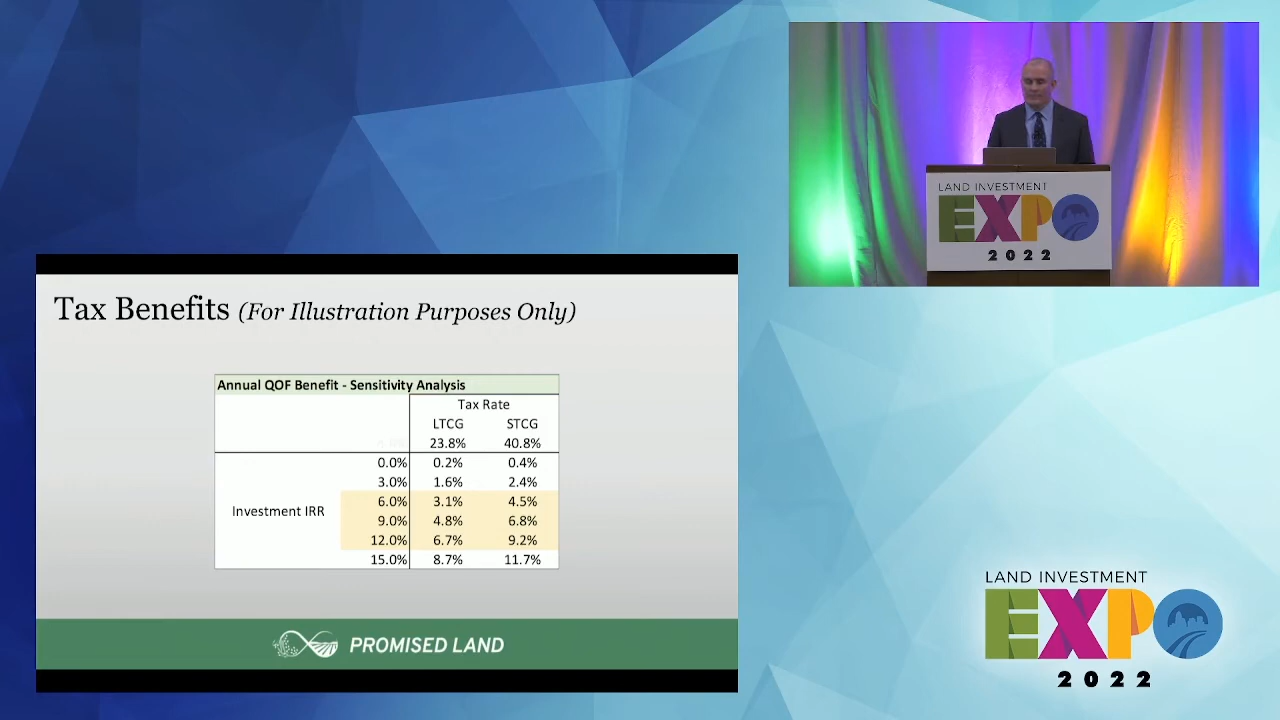 LAND INVESTMENT
EXPO
2022
Tax Benefits (For Illustration Purposes Only)
Annual QOF Benefit - Sensitivity Analysis
Tax Rate
LTCG STCG
23.8% 40.8%
0.0% 0.2% 0.4%
3.0% 1.6% 2.4%
6.0% 3.1% 4.5%
Investment IRR
9.0% 4.8% 6.8%
12.0% 6.7% 9.2%
15.0% 8.7% 11.7%
PROMISED LAND
LAND INVESTMENT
EXPO
2022